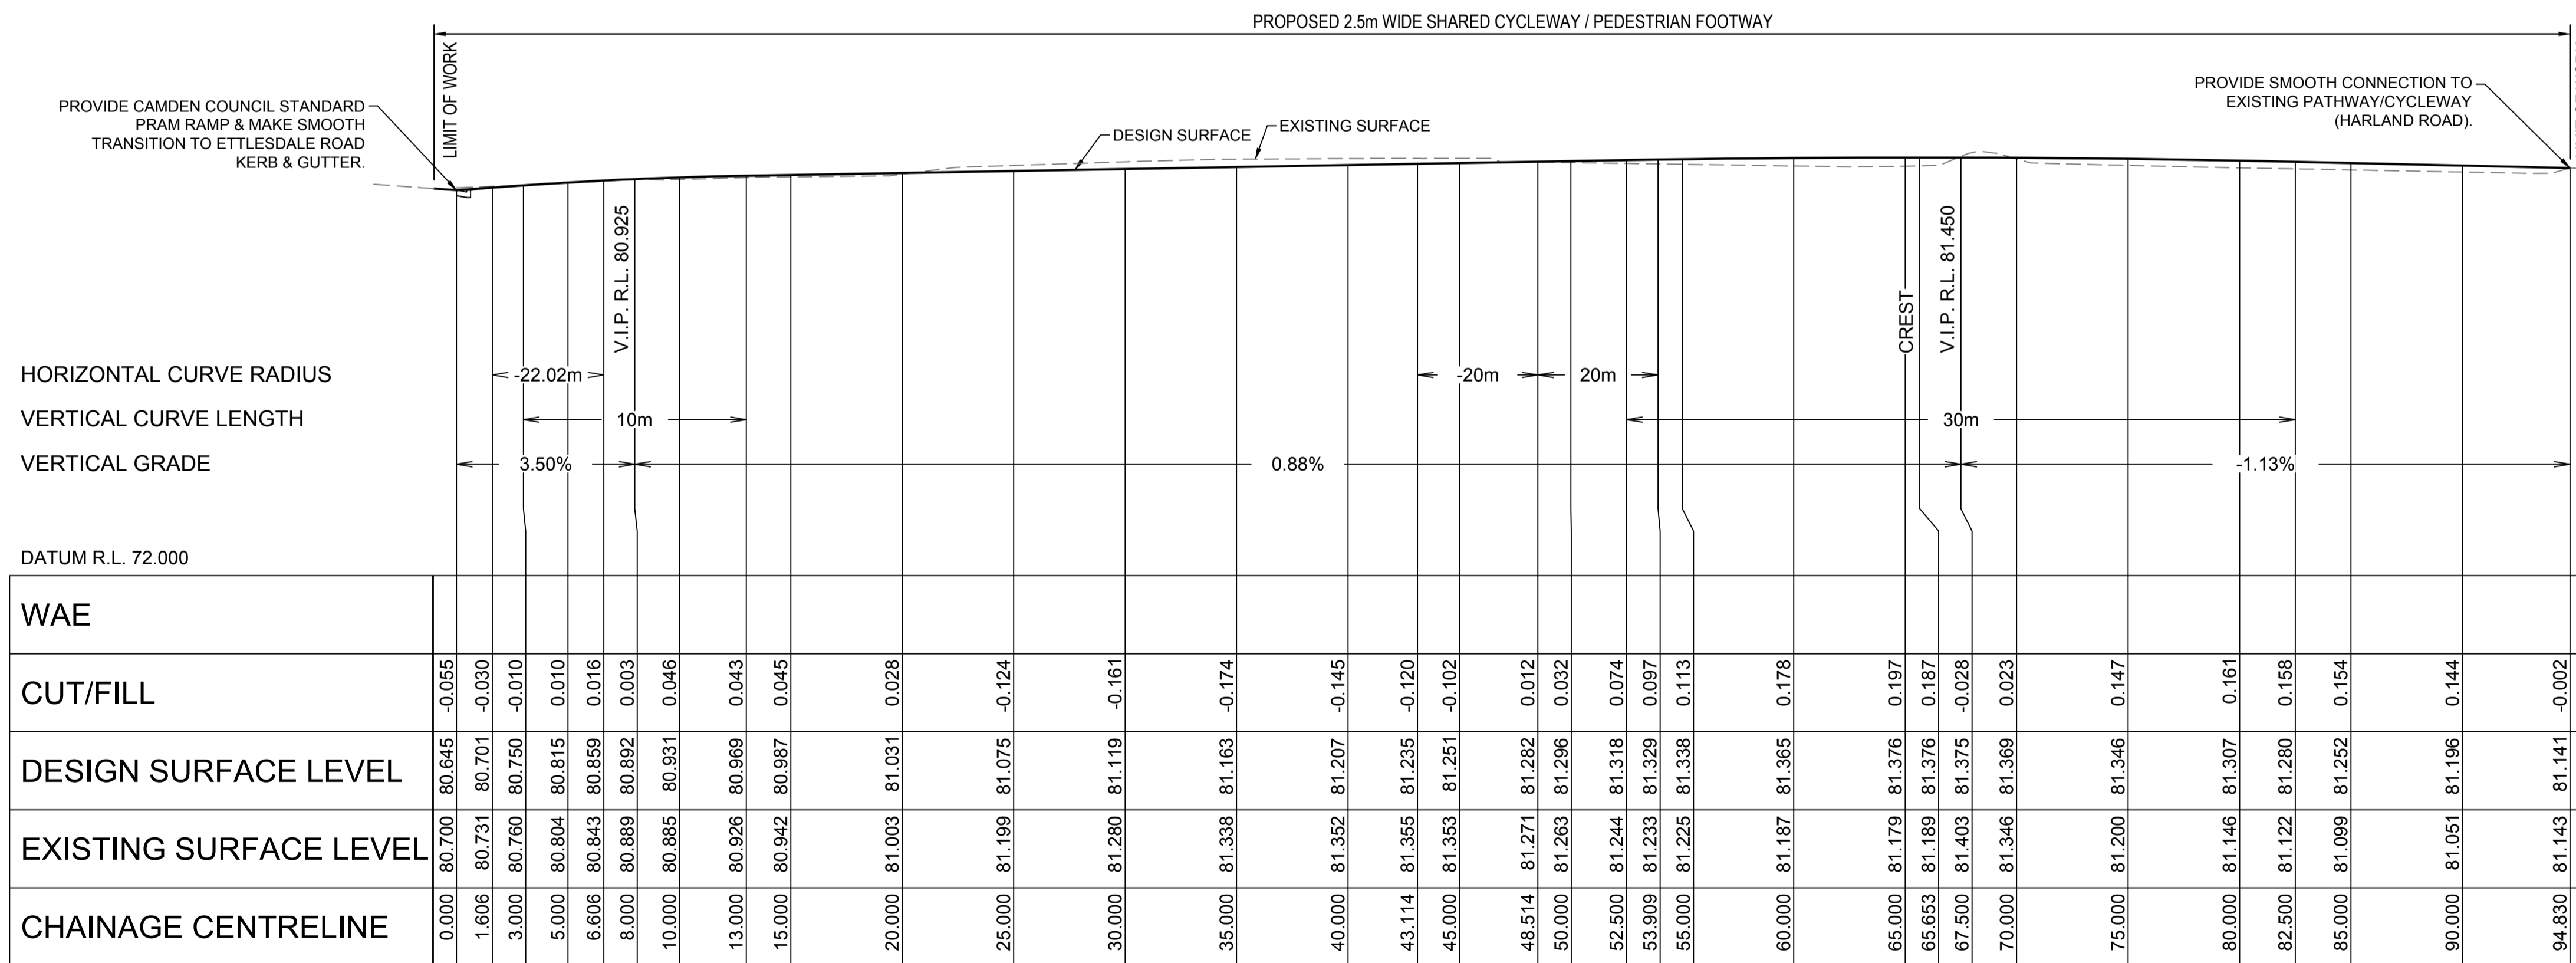 PROPOSED 2.5m WIDE SHARED CYCLEWAY / PEDESTRIAN FOOTWAY
LIMIT OF WORK
PROVIDE CAMDEN COUNCIL STANDARD
PRAM RAMP & MAKE SMOOTH
TRANSITION TO ETTLESDALE ROAD
KERB & GUTTER.
DESIGN SURFACE
EXISTING SURFACE
PROVIDE SMOOTH CONNECTION TO
EXISTING PATHWAY/CYCLEWAY
(HARLAND ROAD).
V.I.P. R.L. 80.925
CREST
V.I.P. R.L. 81.450
HORIZONTAL CURVE RADIUS -22.02m -20m 20m
VERTICAL CURVE LENGTH 10m 30m
VERTICAL GRADE 3.50% 0.88% -1.13%
DATUM R.L. 72.000
WAE
CUT/FILL -0.055 -0.030 -0.010 0.010 0.016 0.003 0.046 0.043 0.045 0.028 -0.124 -0.161 -0.174 -0.145 -0.120 -0.102 0.012 0.032 0.074 0.097 0.113 0.178 0.197 0.187 -0.028 0.023 0.147 0.161 0.158 0.154 0.144 -0.002
DESIGN SURFACE LEVEL 80.645 80.701 80.750 80.815 80.859 80.892 80.931 80.969 80.987 81.031 81.075 81.119 81.163 81.207 81.235 81.251 81.282 81.296 81.318 81.329 81.338 81.365 81.376 81.376 81.375 81.369 81.346 81.307 81.280 81.252 81.196 81.141
EXISTING SURFACE LEVEL 80.700 80.731 80.760 80.804 80.843 80.889 80.885 80.926 80.942 81.003 81.199 81.280 81.338 81.352 81.355 81.353 81.271 81.263 81.244 81.233 81.225 81.187 81.179 81.189 81.403 81.346 81.200 81.146 81.122 81.099 81.051 81.143
CHAINAGE CENTRELINE 0.000 1.606 3.000 5.000 6.606 8.000 10.000 13.000 15.000 20.000 25.000 30.000 35.000 40.000 43.114 45.000 48.514 50.000 52.500 53.909 55.000 60.000 65.000 65.653 67.500 70.000 75.000 80.000 82.500 85.000 90.000 94.830